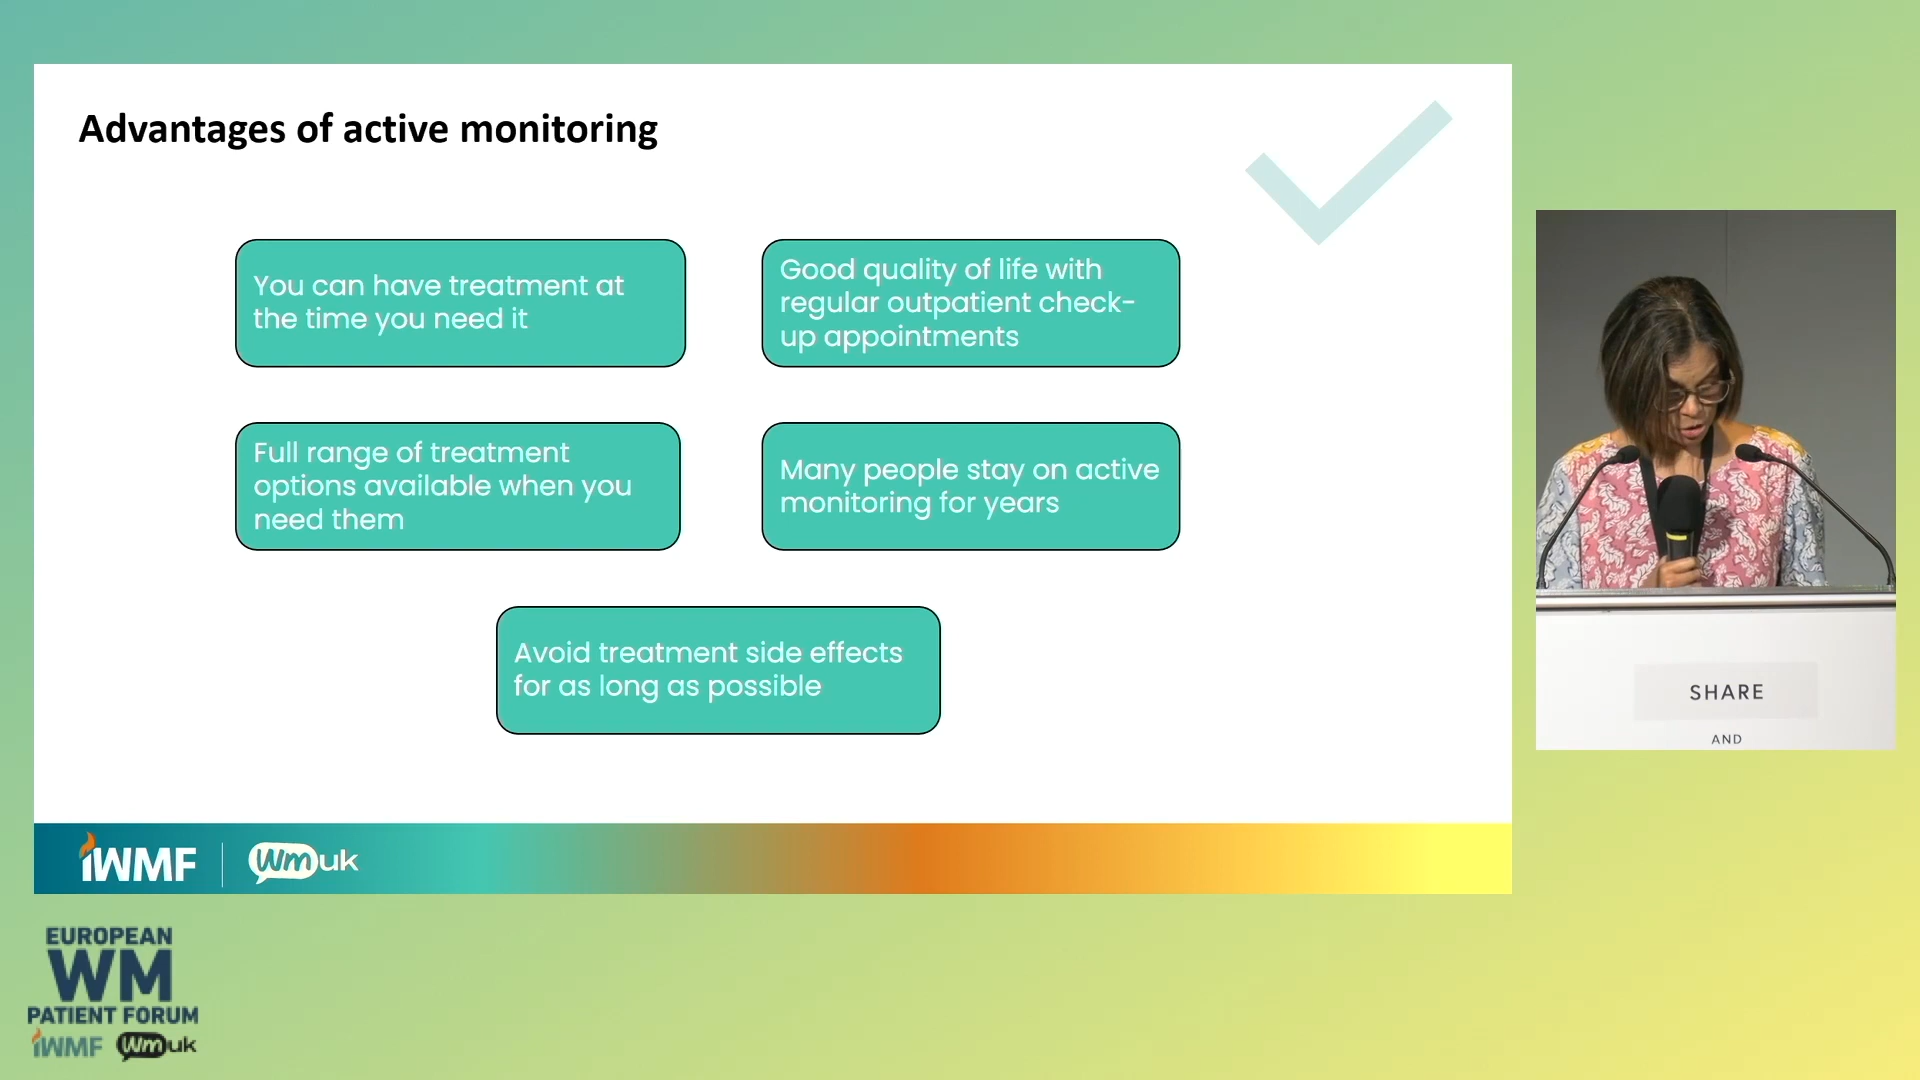 Advantages of active monitoring
You can have treatment at
the time you need it
Good quality of life with
regular outpatient check-
up appointments
Full range of treatment
options available when you
need them
Many people stay on active
monitoring for years
Avoid treatment side effects
for as long as possible
iWMF
Wmuk
SHARE
AND
EUROPEAN
WM
PATIENT FORUM
iWMF Wmuk